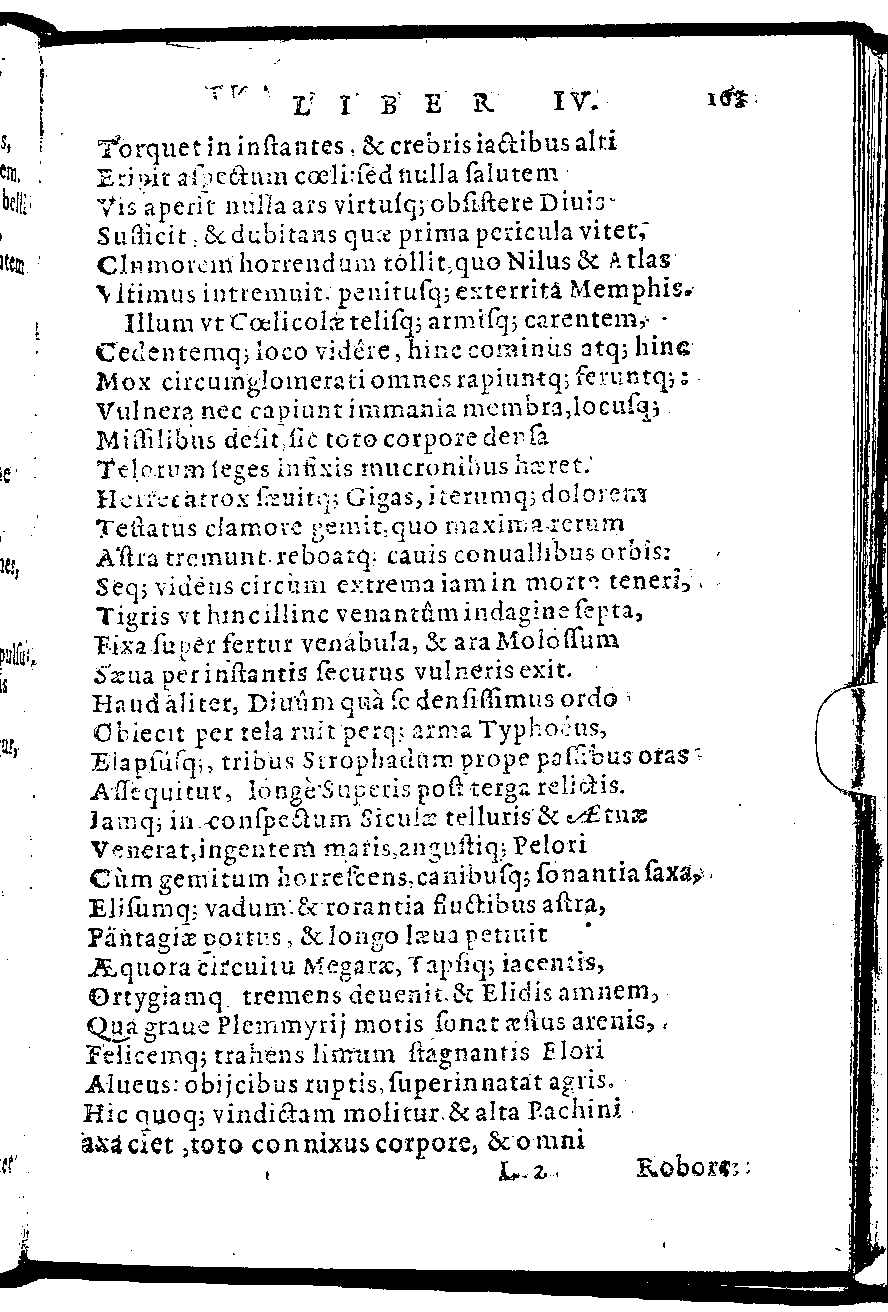 LIBER IV. 163
Torquet in inſtantes, & crebris iactibus alti
Eripit aſpectum cœli: ſed nulla ſalutem
Vis aperit nulla ars virtuſq; obſiſtere Diuis
Sufficit, & dubitans quæ prima pericula vitet,
Clamorem horrendum tollit, quo Nilus & Atlas
Vltimus intremuit. penituſq; exterrita Memphis.
Illum vt Cœlicolæ teliſq; armiſq; carentem,
Cedentemq; loco vidére, hinc cominus atq; hinc
Mox circumglomerati omnes rapiuntq; feruntq;:
Vulnera nec capiunt immania membra, locuſq;
Miſſilibus deſit, ſic toto corpore denſa
Telorum ſeges infixis mucronibus hæret.
Horret atrox ſæuitq; Gigas, iterumq; dolorem
Teſtatus clamore gemit, quo maxima rerum
Aſtra tremunt. reboatq; cauis conuallibus orbis:
Seq; vidēns circum extrema iam in morte teneri,
Tigris vt hinc illinc venantûm indagine ſepta,
Fixa ſuper fertur venabula, & ara Moloſſum
Sæua per inſtantis ſecurus vulneris exit.
Haud aliter, Diuûm quà ſe denſiſſimus ordo
Obiecit per tela ruit perq; arma Typhoëus,
Elapſuſq;, tribus Strophadum prope paſſibus oras
Aſſequitur, longè Superis poſt terga relictis.
Iamq; in conſpectum Siculæ telluris & Ætnæ
Venerat, ingentem maris, anguſtiq; Pelori
Cùm gemitum horreſcens, canibuſq; ſonantia ſaxa,
Eliſumq; vadum. & rorantia fluctibus aſtra,
Pantagiæ portus, & longo læua petiuit
Æquora circuitu Megaræ, Tapſiq; iacentis,
Ortygiamq tremens deuenit. & Elidis amnem,
Qua graue Plemmyrij motis ſonat æſtus arenis,
Felicemq; trahens limum ſtagnantis Elori
Alueus: obijcibus ruptis, ſuperinnatat agris.
Hic quoq; vindictam molitur. & alta Pachini
axa ciet, toto connixus corpore, & omni
L 2 Robore: